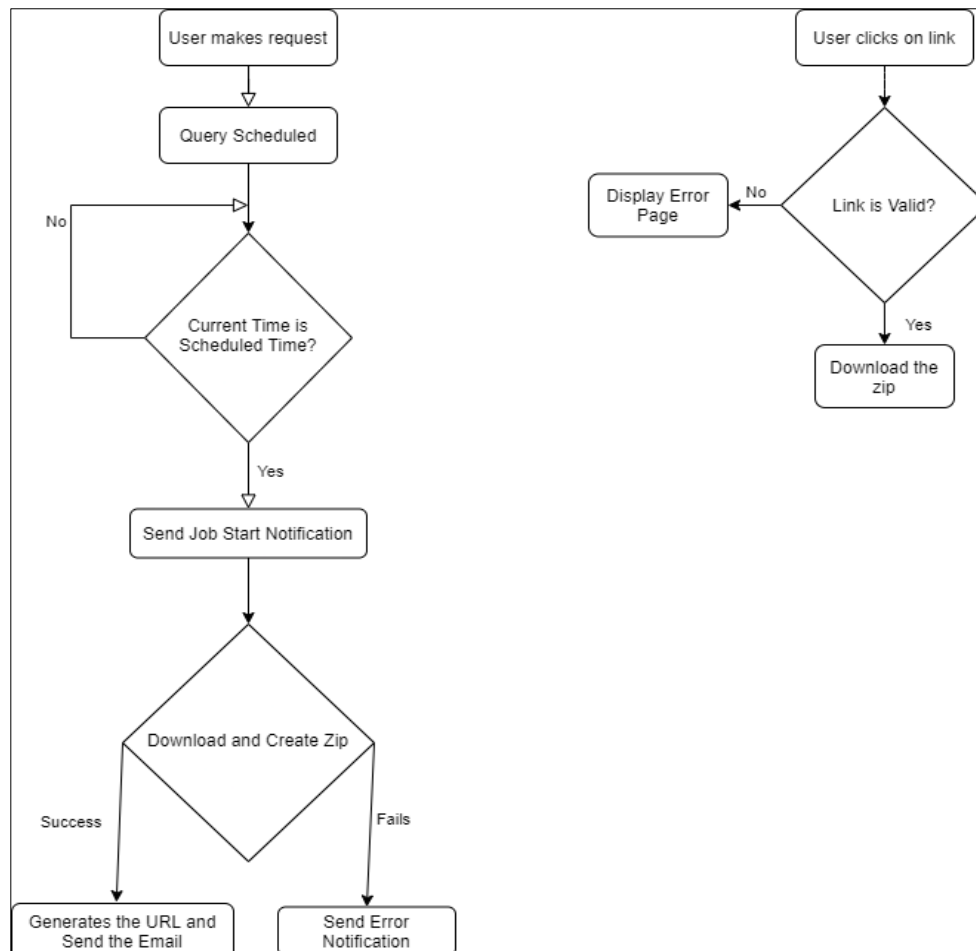 User makes request
Query Scheduled
No
Current Time is
Scheduled Time?
Yes
Send Job Start Notification
Download and Create Zip
Success
Fails
Generates the URL and
Send the Email
Send Error
Notification
User clicks on link
Link is Valid?
No
Display Error
Page
Yes
Download the
zip